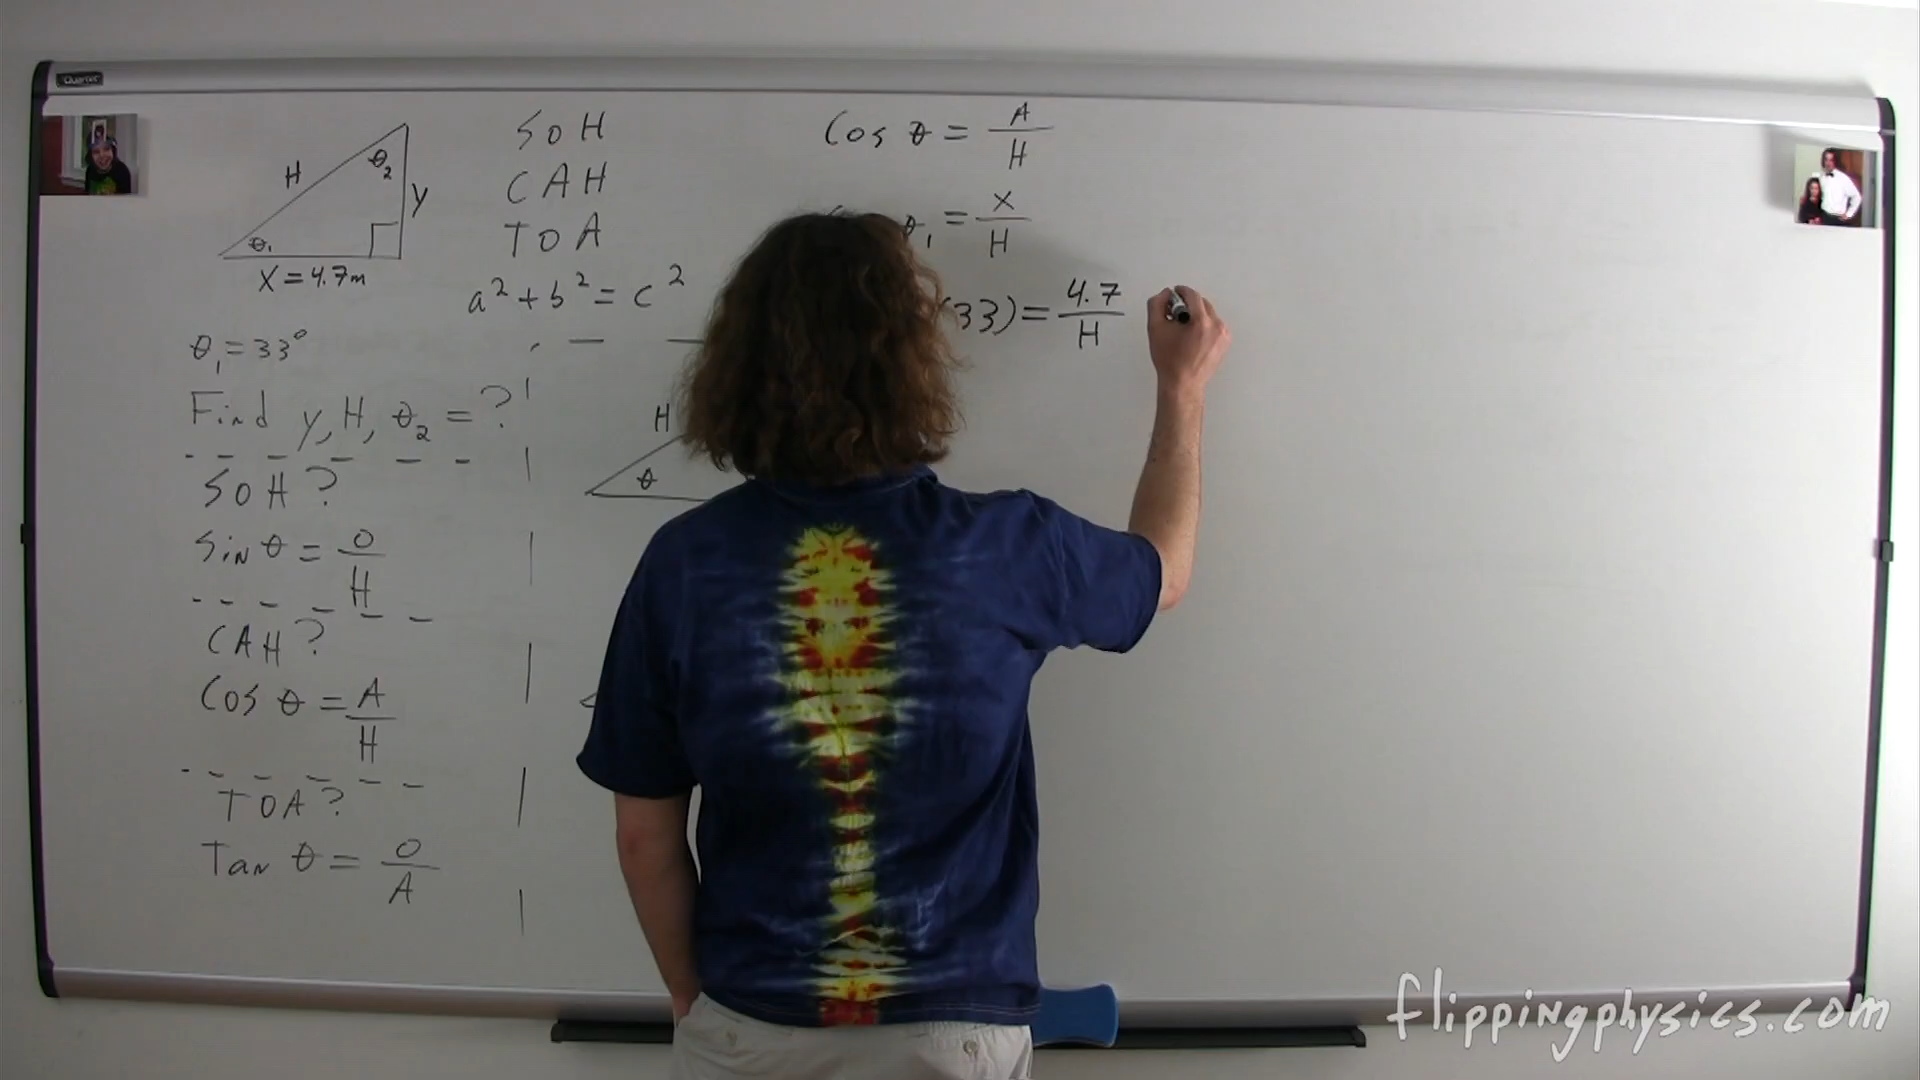 Quartet
H
θ₂
y
θ₁
x = 4.7m
SOH
CAH
TOA
a² + b² = c²
θ₁ = 33°
Find y, H, θ₂ = ?
SOH?
Sin θ = O/H
CAH?
Cos θ = A/H
TOA?
Tan θ = O/A
H
θ
Cos θ = A/H
θ₁ = x/H
(33) = 4.7/H
flippingphysics.com